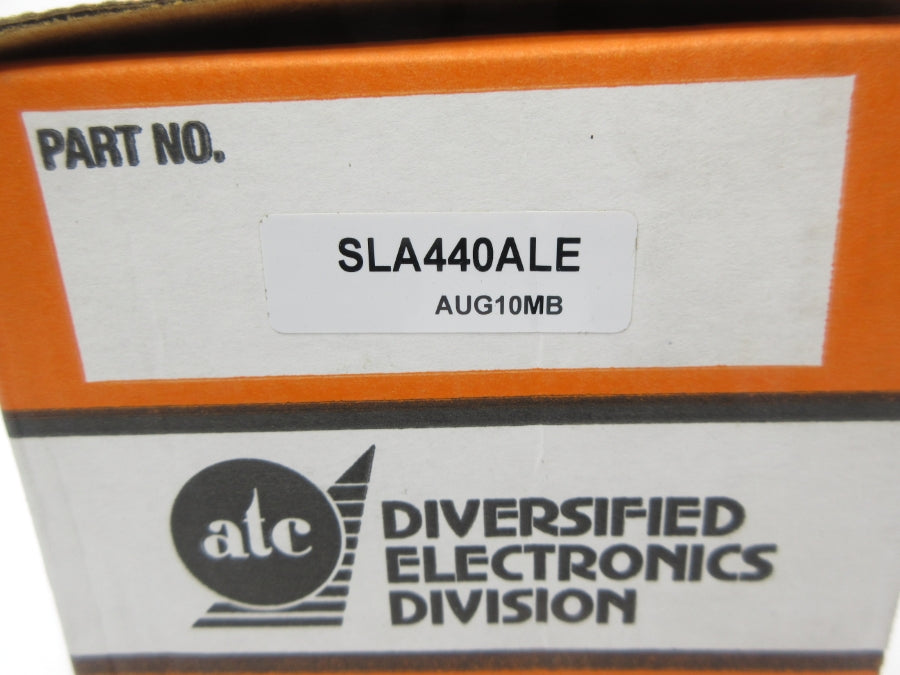 PART NO.
SLA440ALE
AUG10MB
atc
DIVERSIFIED
ELECTRONICS
DIVISION